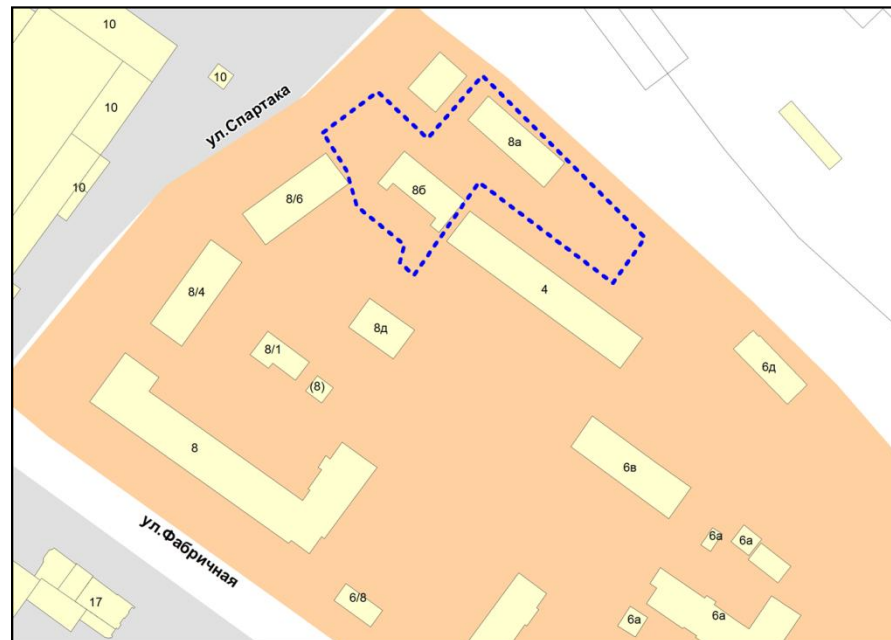 10
10
10
10
ул.Спартака
8а
8/6
8б
8/4
4
8д
8/1
(8)
6д
8
6в
ул.Фабричная
6а
6а
17
6/8
6а
6а